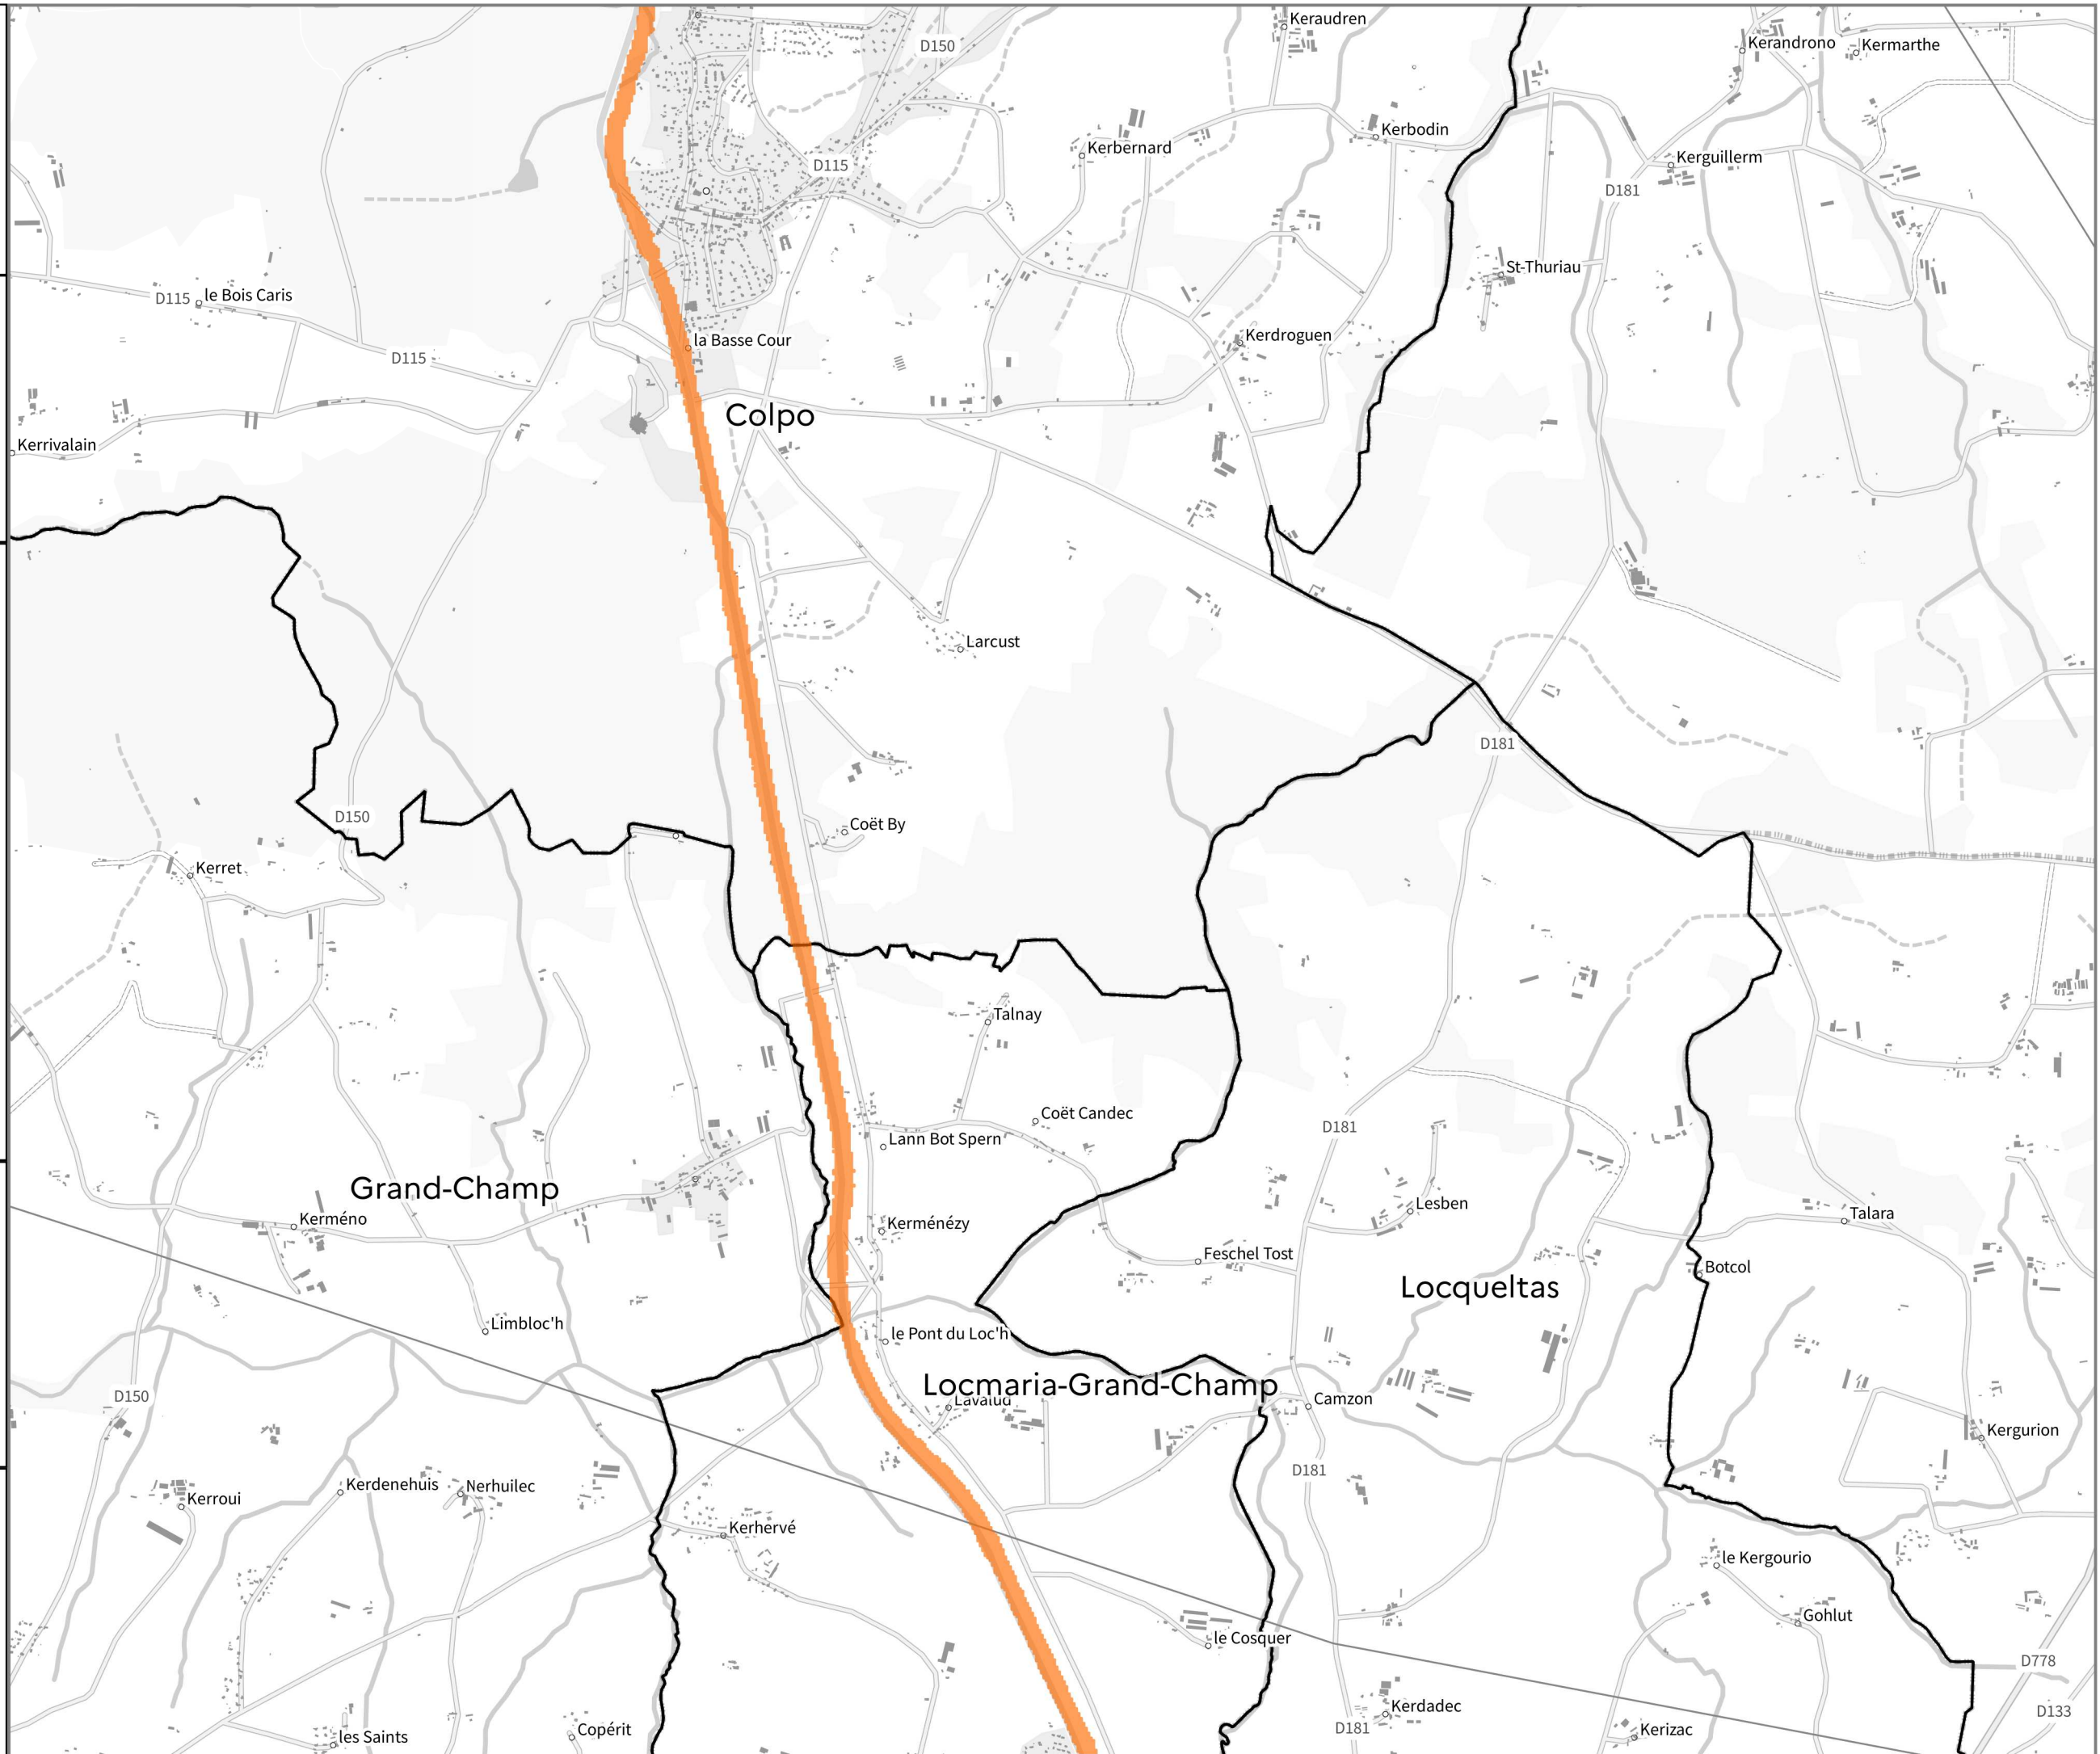 Keraudren
D150
Kerandrono
Kermarthe
Kerbodin
Kerbernard
D115
Kerguillerm
D181
St-Thuriau
D115
le Bois Caris
Kerdroguen
la Basse Cour
D115
Colpo
Kerrivalain
Larcust
D181
D150
Coët By
Kerret
Talnay
Coët Candec
D181
Lann Bot Spern
Grand-Champ
Lesben
Talara
Kerméno
Kerménézy
Feschel Tost
Botcol
Locqueltas
Limbloc'h
le Pont du Loc'h
Locmaria-Grand-Champ
D150
Lavalud
Camzon
Kergurion
D181
Kerdenehuis
Nerhuilec
Kerroui
Kerhervé
le Kergourio
Gohlut
le Cosquer
D778
Kerdadec
D133
D181
Copérit
Kerizac
les Saints